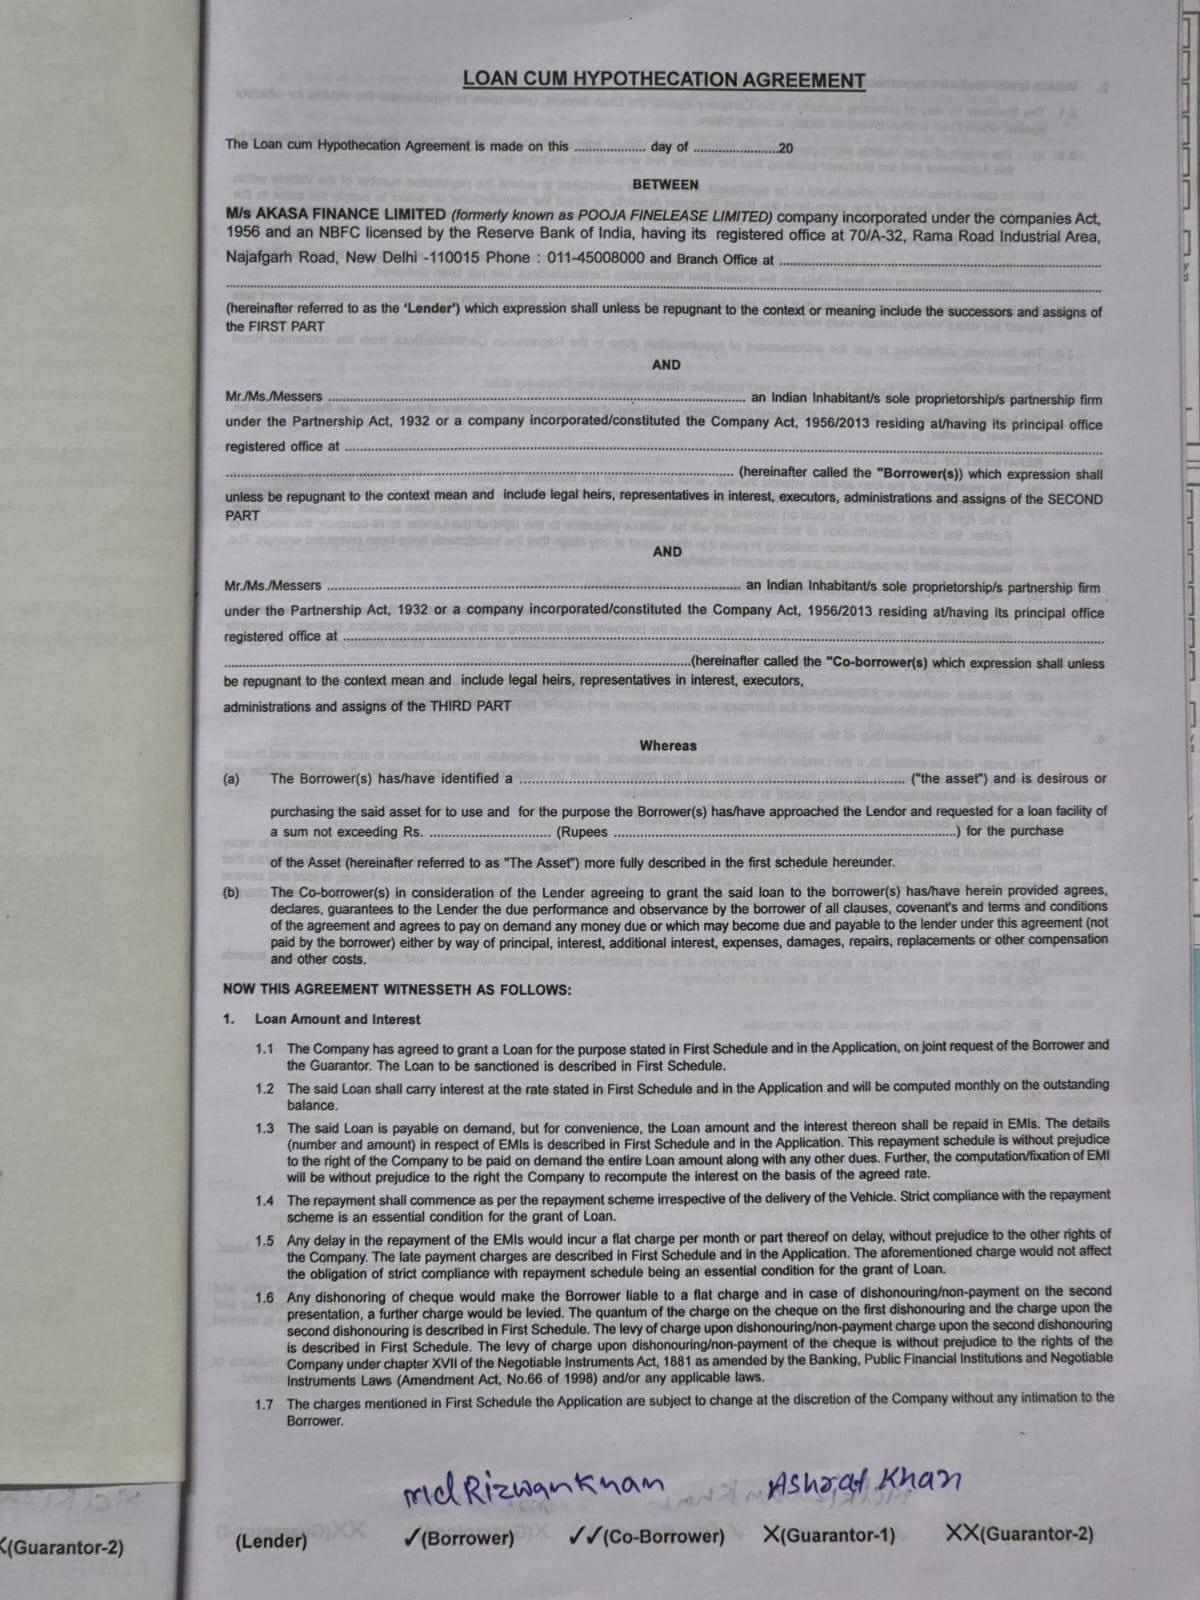 LOAN CUM HYPOTHECATION AGREEMENT
The Loan cum Hypothecation Agreement is made on this .................. day of ......................20
BETWEEN
M/s AKASA FINANCE LIMITED (formerly known as POOJA FINELEASE LIMITED) company incorporated under the companies Act,
1956 and an NBFC licensed by the Reserve Bank of India, having its registered office at 70/A-32, Rama Road Industrial Area,
Najafgarh Road, New Delhi -110015 Phone : 011-45008000 and Branch Office at ................................................................................
................................................................................
(hereinafter referred to as the 'Lender') which expression shall unless be repugnant to the context or meaning include the successors and assigns of
the FIRST PART
AND
Mr./Ms./Messers ................................................................................ an Indian Inhabitant/s sole proprietorship/s partnership firm
under the Partnership Act, 1932 or a company incorporated/constituted the Company Act, 1956/2013 residing at/having its principal office
registered office at ................................................................................
................................................................................ (hereinafter called the "Borrower(s)) which expression shall
unless be repugnant to the context mean and include legal heirs, representatives in interest, executors, administrations and assigns of the SECOND
PART
AND
Mr./Ms./Messers ................................................................................ an Indian Inhabitant/s sole proprietorship/s partnership firm
under the Partnership Act, 1932 or a company incorporated/constituted the Company Act, 1956/2013 residing at/having its principal office
registered office at ................................................................................
................................................................................(hereinafter called the "Co-borrower(s) which expression shall unless
be repugnant to the context mean and include legal heirs, representatives in interest, executors,
administrations and assigns of the THIRD PART
Whereas
(a) The Borrower(s) has/have identified a ................................................................................ ("the asset") and is desirous or
purchasing the said asset for to use and for the purpose the Borrower(s) has/have approached the Lendor and requested for a loan facility of
a sum not exceeding Rs. .............................. (Rupees ................................................................................) for the purchase
of the Asset (hereinafter referred to as "The Asset") more fully described in the first schedule hereunder.
(b) The Co-borrower(s) in consideration of the Lender agreeing to grant the said loan to the borrower(s) has/have herein provided agrees,
declares, guarantees to the Lender the due performance and observance by the borrower of all clauses, covenant's and terms and conditions
of the agreement and agrees to pay on demand any money due or which may become due and payable to the lender under this agreement (not
paid by the borrower) either by way of principal, interest, additional interest, expenses, damages, repairs, replacements or other compensation
and other costs.
NOW THIS AGREEMENT WITNESSETH AS FOLLOWS:
1. Loan Amount and Interest
1.1 The Company has agreed to grant a Loan for the purpose stated in First Schedule and in the Application, on joint request of the Borrower and
the Guarantor. The Loan to be sanctioned is described in First Schedule.
1.2 The said Loan shall carry interest at the rate stated in First Schedule and in the Application and will be computed monthly on the outstanding
balance.
1.3 The said Loan is payable on demand, but for convenience, the Loan amount and the interest thereon shall be repaid in EMIs. The details
(number and amount) in respect of EMIs is described in First Schedule and in the Application. This repayment schedule is without prejudice
to the right of the Company to be paid on demand the entire Loan amount along with any other dues. Further, the computation/fixation of EMI
will be without prejudice to the right the Company to recompute the interest on the basis of the agreed rate.
1.4 The repayment shall commence as per the repayment scheme irrespective of the delivery of the Vehicle. Strict compliance with the repayment
scheme is an essential condition for the grant of Loan.
1.5 Any delay in the repayment of the EMIs would incur a flat charge per month or part thereof on delay, without prejudice to the other rights of
the Company. The late payment charges are described in First Schedule and in the Application. The aforementioned charge would not affect
the obligation of strict compliance with repayment schedule being an essential condition for the grant of Loan.
1.6 Any dishonoring of cheque would make the Borrower liable to a flat charge and in case of dishonouring/non-payment on the second
presentation, a further charge would be levied. The quantum of the charge on the cheque on the first dishonouring and the charge upon the
second dishonouring is described in First Schedule. The levy of charge upon dishonouring/non-payment charge upon the second dishonouring
is described in First Schedule. The levy of charge upon dishonouring/non-payment of the cheque is without prejudice to the rights of the
Company under chapter XVII of the Negotiable Instruments Act, 1881 as amended by the Banking, Public Financial Institutions and Negotiable
Instruments Laws (Amendment Act, No.66 of 1998) and/or any applicable laws.
1.7 The charges mentioned in First Schedule the Application are subject to change at the discretion of the Company without any intimation to the
Borrower.
Md Rizwan Khan Ashraf Khan
X(Guarantor-2) (Lender) ✓(Borrower) ✓✓(Co-Borrower) X(Guarantor-1) XX(Guarantor-2)